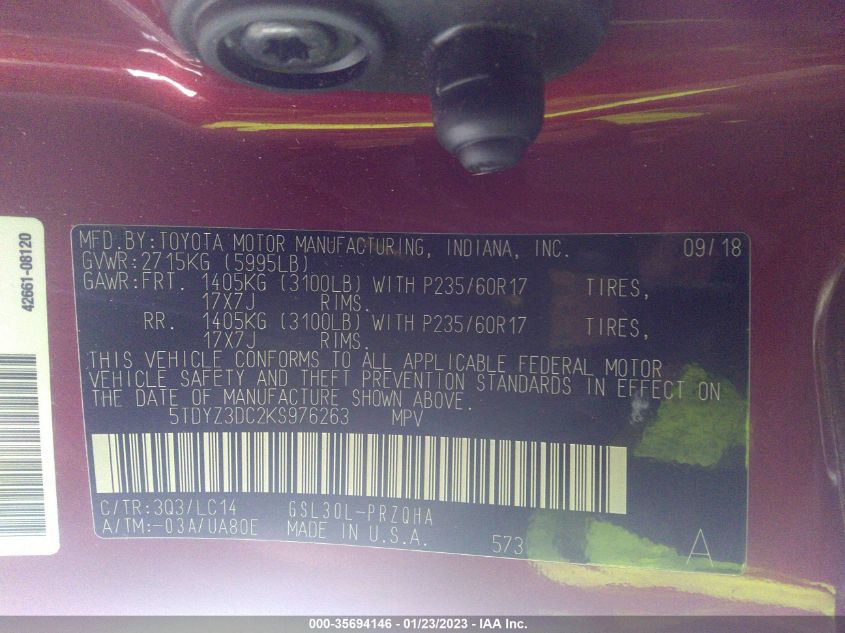 MFD.BY:TOYOTA MOTOR MANUFACTURING, INDIANA, INC. 09/18
GVWR:2715KG (5995LB)
GAWR:FRT. 1405KG (3100LB) WITH P235/60R17 TIRES,
17X7J RIMS.
RR. 1405KG (3100LB) WITH P235/60R17 TIRES,
17X7J RIMS.
THIS VEHICLE CONFORMS TO ALL APPLICABLE FEDERAL MOTOR
VEHICLE SAFETY AND THEFT PREVENTION STANDARDS IN EFFECT ON
THE DATE OF MANUFACTURE SHOWN ABOVE.
5TDYZ3DC2KS976263 MPV
C/TR:3Q3/LC14 GSL30L-PRZQHA
A/TM:-03A/UA80E MADE IN U.S.A. 573 A
42661-08120
000-35694146 - 01/23/2023 - IAA Inc.